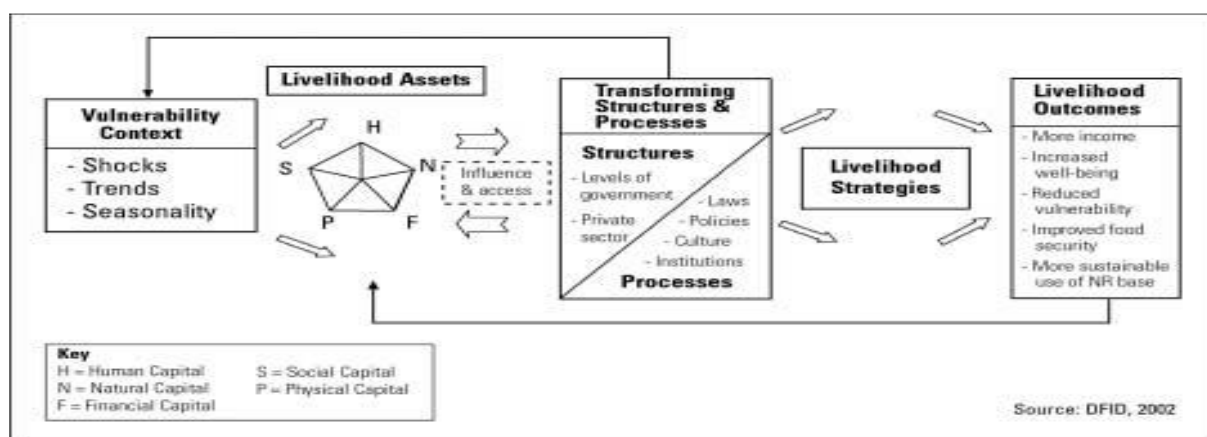 Livelihood Assets
Vulnerability
Context
- Shocks
- Trends
- Seasonality
H
S
N
P
F
Influence
& access
Transforming
Structures &
Processes
Structures
- Levels of
government
- Private
sector
- Laws
- Policies
- Culture
- Institutions
Processes
Livelihood
Strategies
Livelihood
Outcomes
- More income
- Increased
well-being
- Reduced
vulnerability
- Improved food
security
- More sustainable
use of NR base
Key
H = Human Capital
S = Social Capital
N = Natural Capital
P = Physical Capital
F = Financial Capital
Source: DFID, 2002